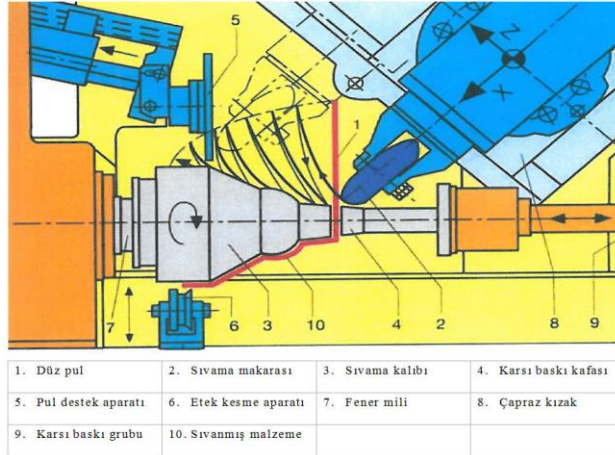 5
Z
X
1
7
6
3
10
4
2
8
9
1. Düz pul
2. Sıvama makarası
3. Sıvama kalıbı
4. Karsı baskı kafası
5. Pul destek aparatı
6. Etek kesme aparatı
7. Fener mili
8. Çapraz kızak
9. Karsı baskı grubu
10. Sıvanmış malzeme